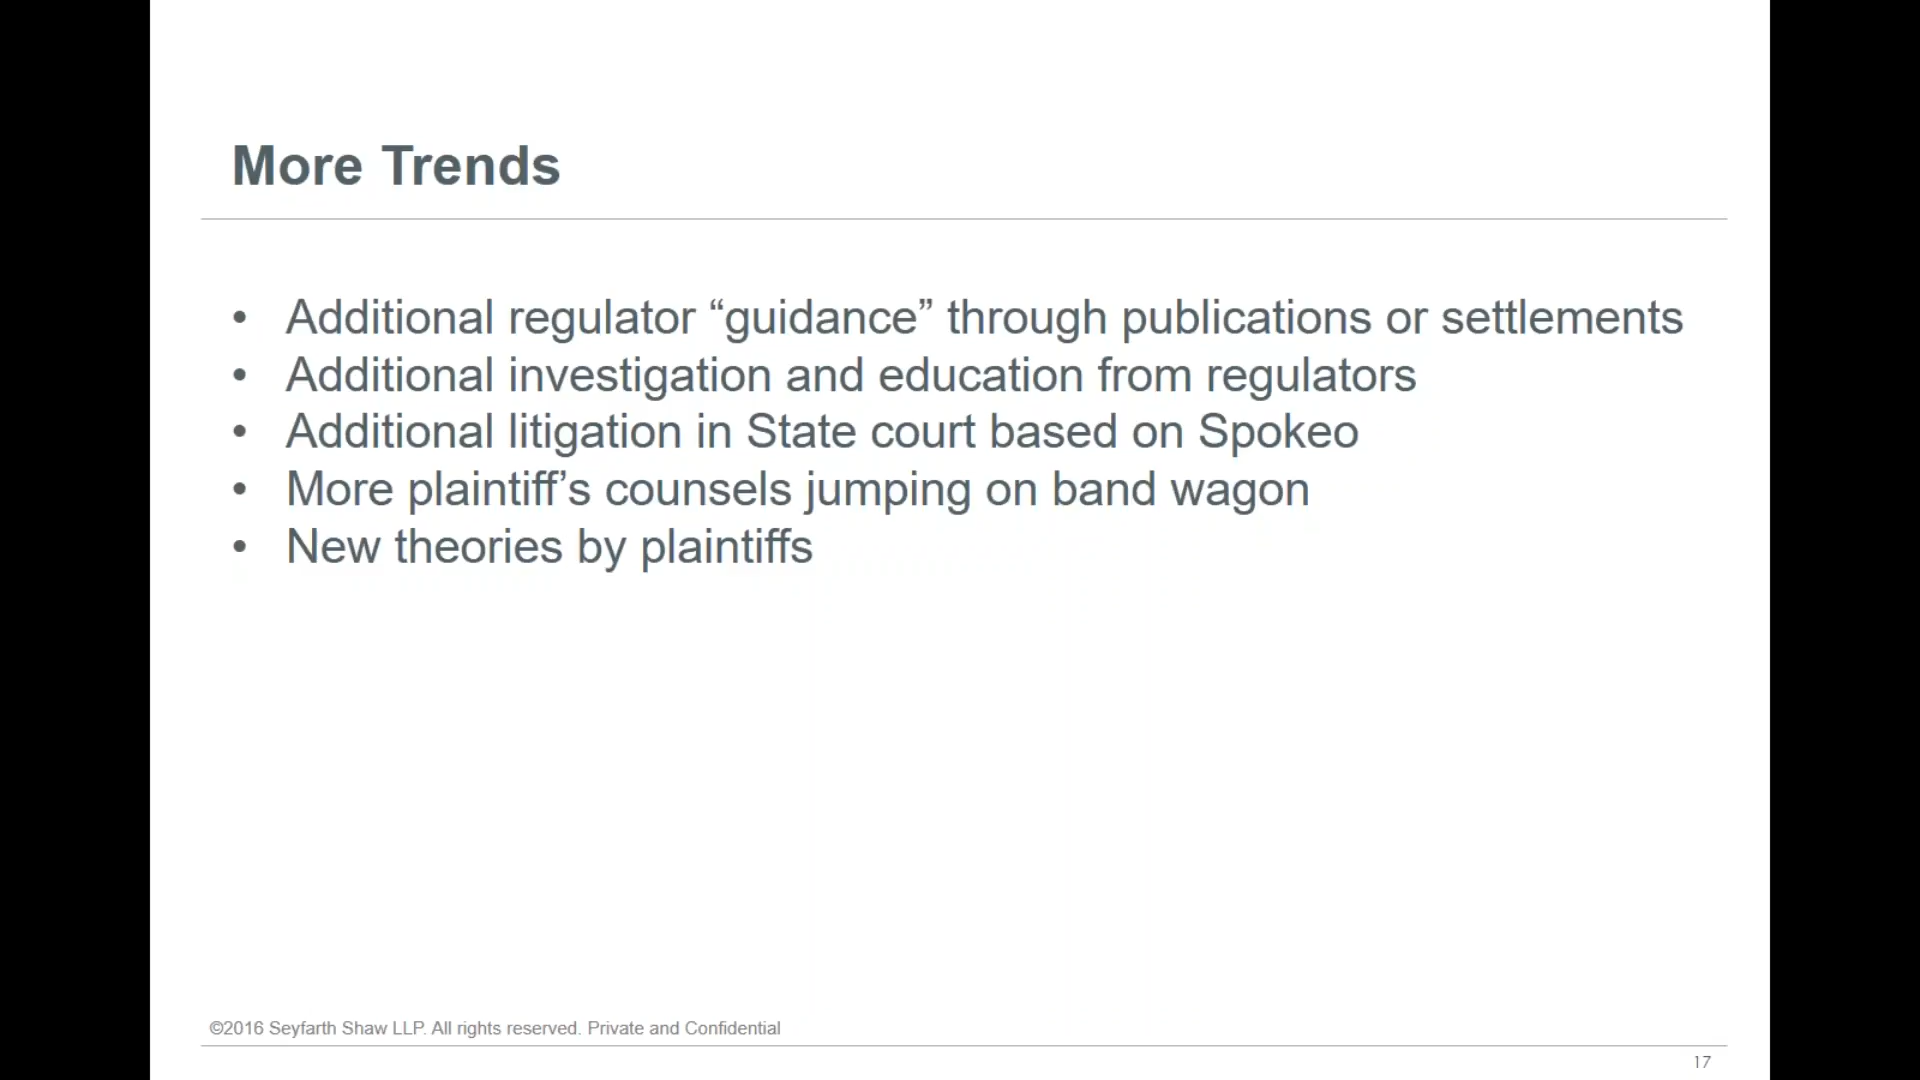 More Trends
• Additional regulator “guidance” through publications or settlements
• Additional investigation and education from regulators
• Additional litigation in State court based on Spokeo
• More plaintiff’s counsels jumping on band wagon
• New theories by plaintiffs
©2016 Seyfarth Shaw LLP. All rights reserved. Private and Confidential
17